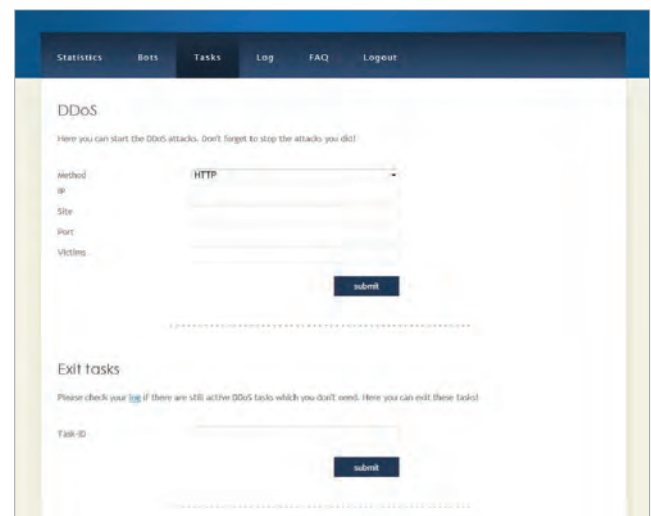 Statistics Bots Tasks Log FAQ Logout
DDoS
Here you can start the DDoS attacks. Don't forget to stop the attacks you did!
Method HTTP
IP
Site
Port
Victims
submit
Exit tasks
Please check your log if there are still active DDoS tasks which you don't need. Here you can exit these tasks!
Task-ID
submit